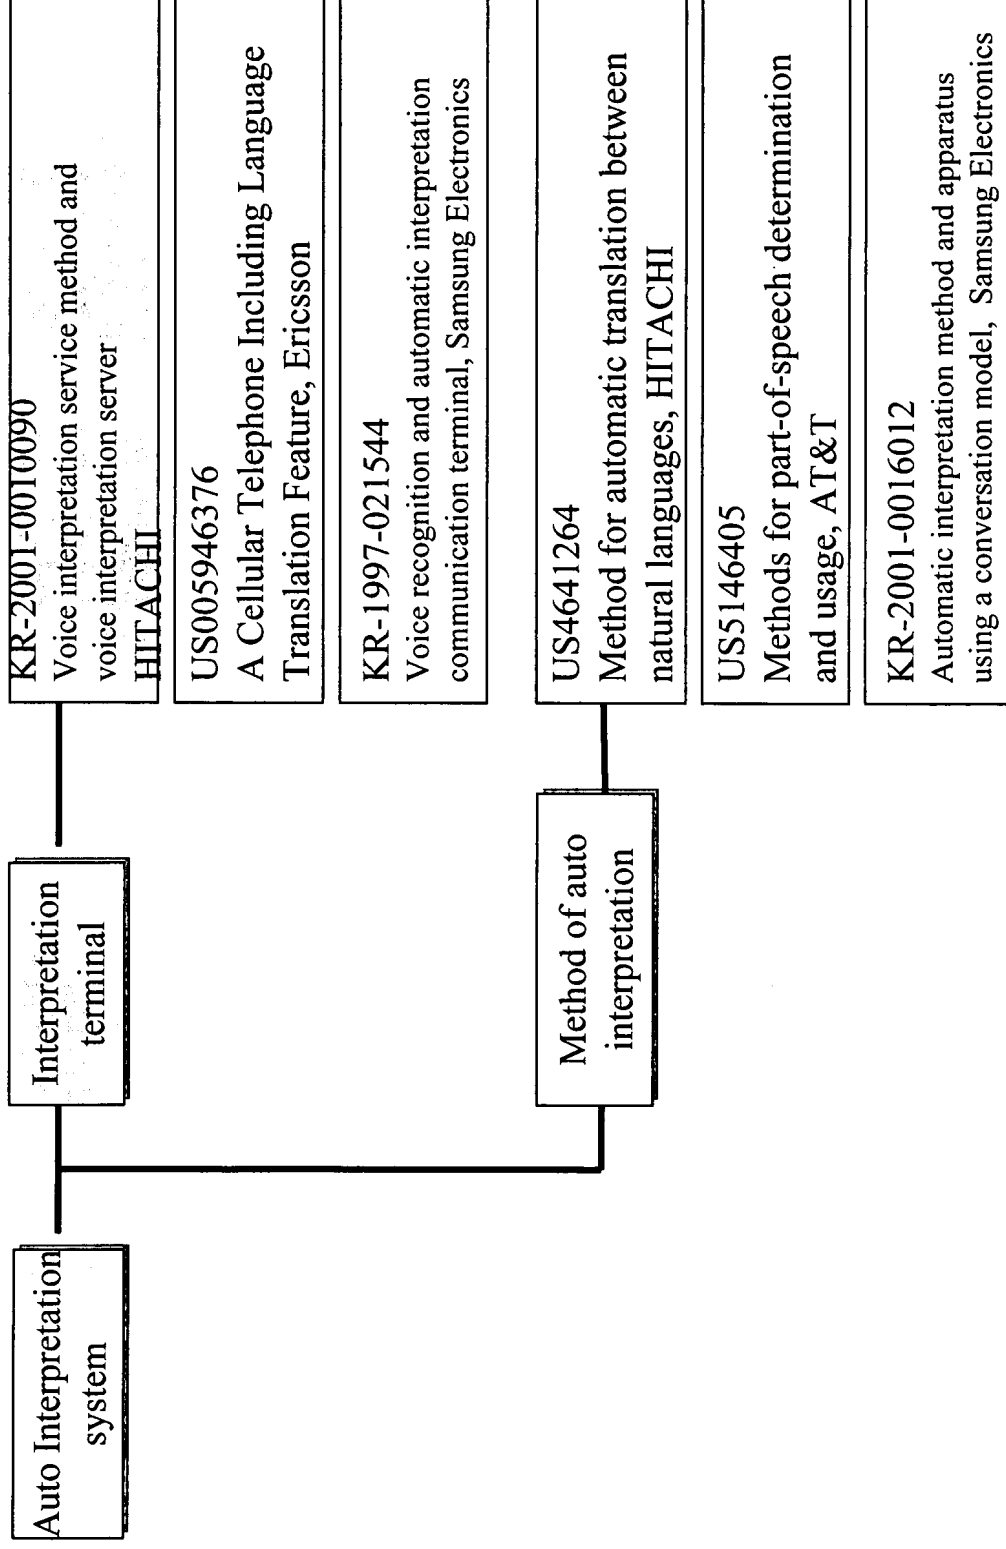 Auto Interpretation
system
Interpretation
terminal
KR-2001-0010090
Voice interpretation service method and
voice interpretation server
HITACHI
US005946376
A Cellular Telephone Including Language
Translation Feature, Ericsson
KR-1997-021544
Voice recognition and automatic interpretation
communication terminal, Samsung Electronics
Method of auto
interpretation
US4641264
Method for automatic translation between
natural languages, HITACHI
US5146405
Methods for part-of-speech determination
and usage, AT&T
KR-2001-0016012
Automatic interpretation method and apparatus
using a conversation model, Samsung Electronics